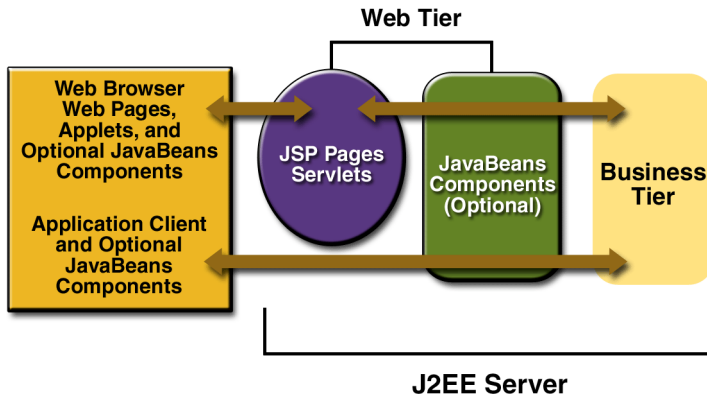 Web Tier
Web Browser
Web Pages,
Applets, and
Optional JavaBeans
Components
Application Client
and Optional
JavaBeans
Components
JSP Pages
Servlets
JavaBeans
Components
(Optional)
Business
Tier
J2EE Server